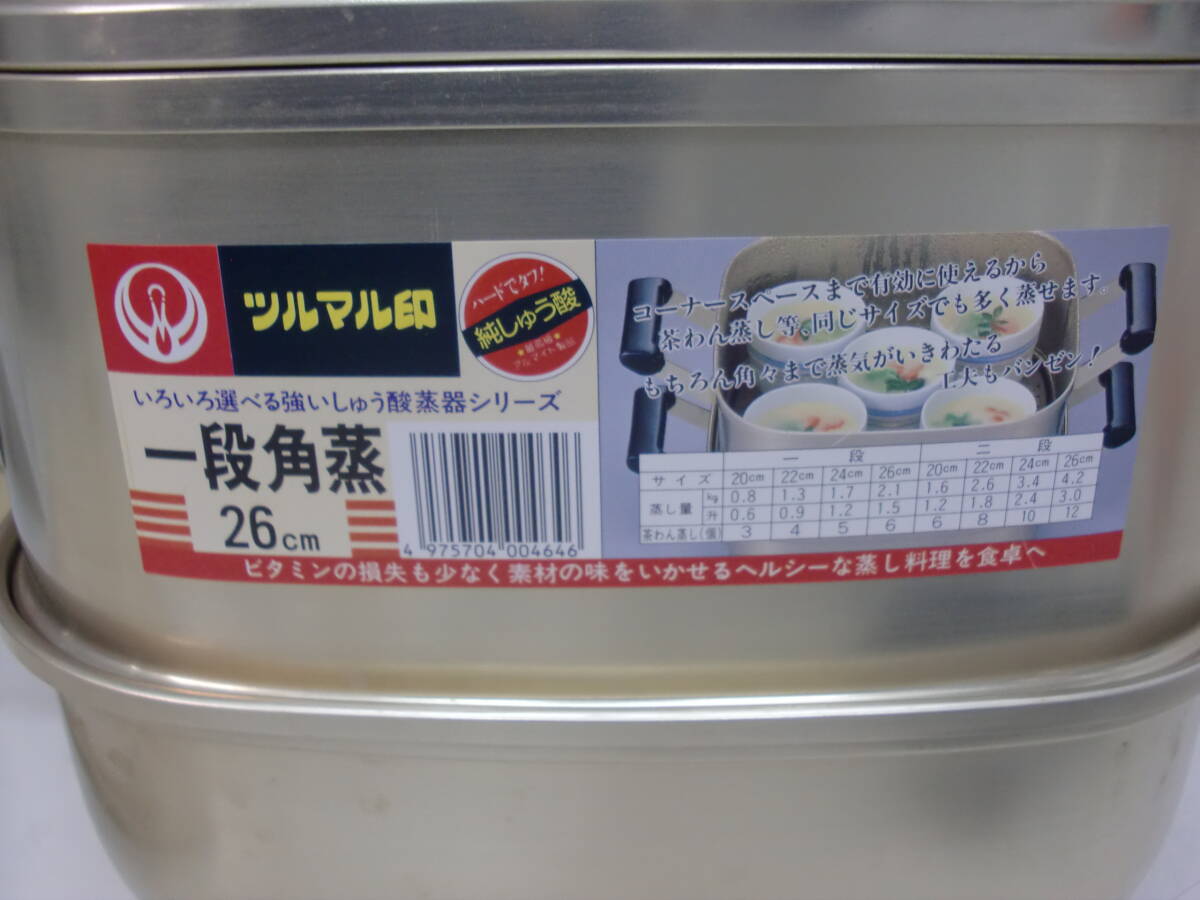 ツルマル印
ハードでタフ!
純しゅう酸
アルマイト製品
いろいろ選べる強いしゅう酸蒸器シリーズ
一段角蒸
26cm
4 975704 004646
コーナースペースまで有効に使えるから
茶わん蒸し等、同じサイズでも多く蒸せます。
もちろん角々まで蒸気がいきわたる
工夫もバンゼン!
一段 二段
サイズ 20cm 22cm 24cm 26cm 20cm 22cm 24cm 26cm
蒸し量 kg 0.8 1.3 1.7 2.1 1.6 2.6 3.4 4.2
升 0.6 0.9 1.2 1.5 1.2 1.8 2.4 3.0
茶わん蒸し(個) 3 4 5 6 6 8 10 12
ビタミンの損失も少なく素材の味をいかせるヘルシーな蒸し料理を食卓へ